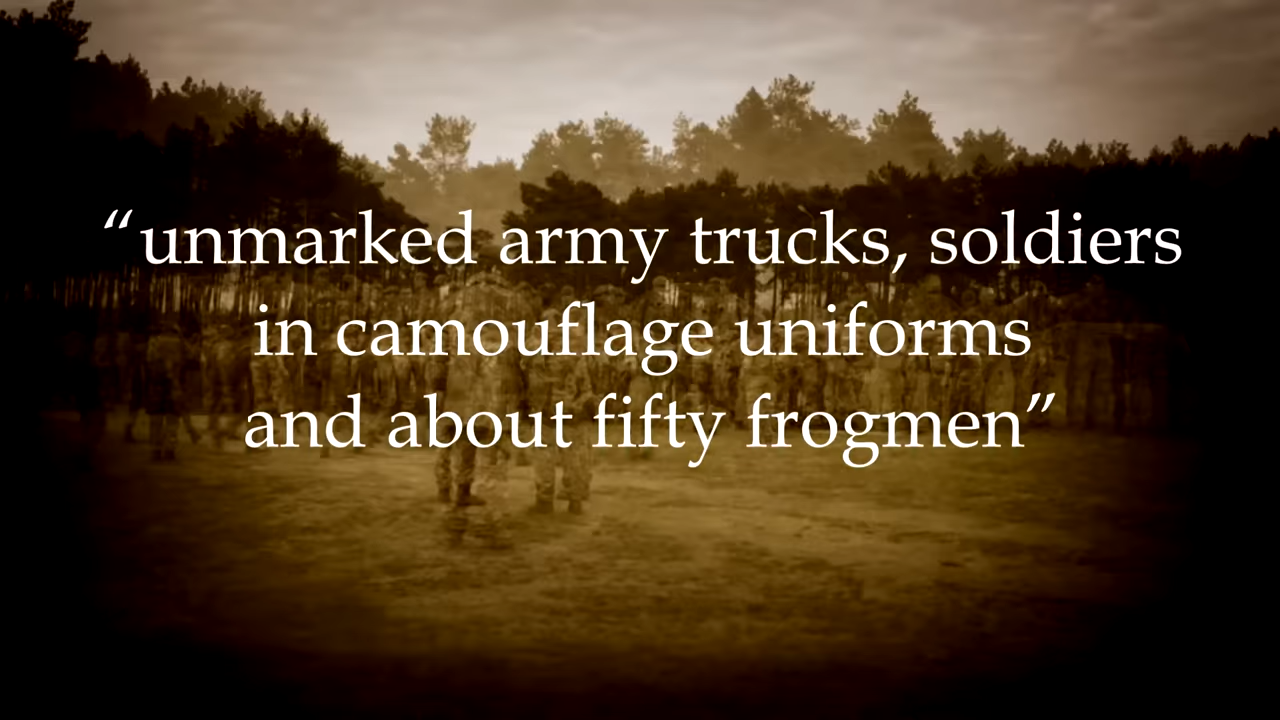 “unmarked army trucks, soldiers
in camouflage uniforms
and about fifty frogmen”